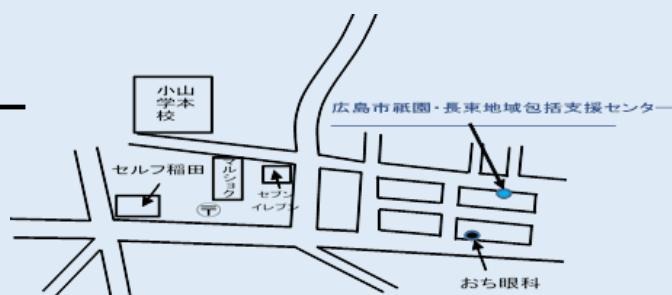 山本
小学校
広島市祇園・長束地域包括支援センター
セルフ稲田
マルショク
セブン
イレブン
〒
おち眼科